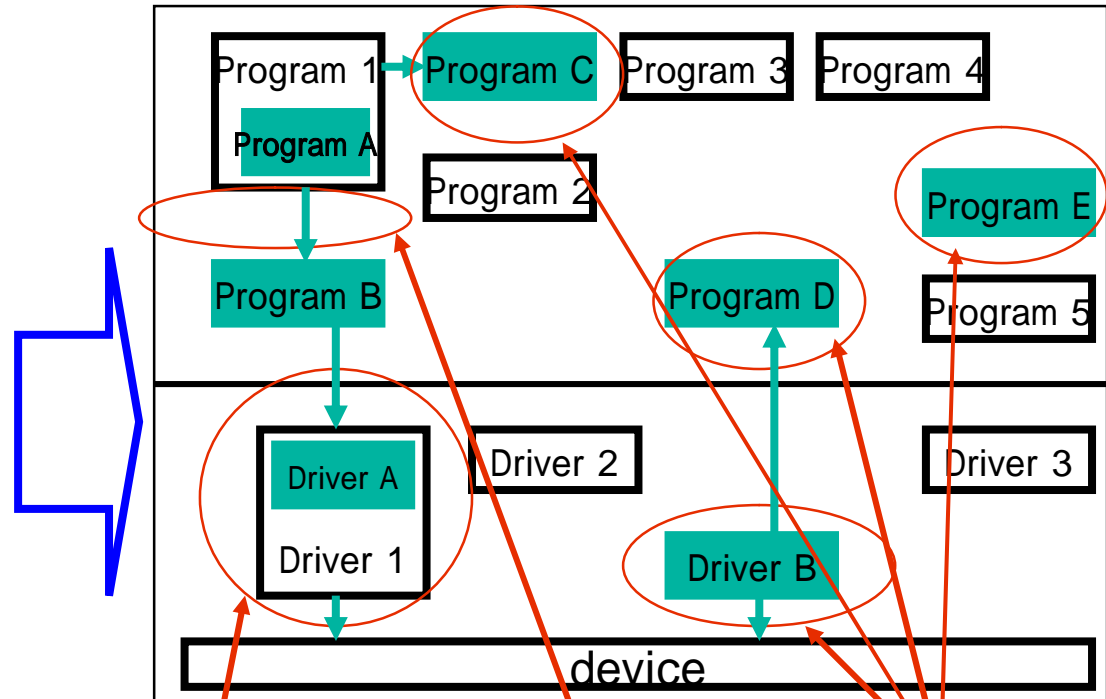 Program 1
Program C
Program 3
Program 4
Program A
Program 2
Program E
Program B
Program D
Program 5
Driver A
Driver 2
Driver 3
Driver 1
Driver B
device